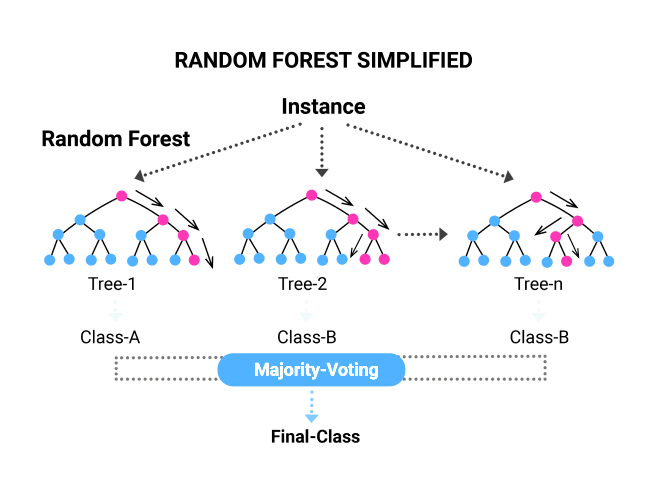 RANDOM FOREST SIMPLIFIED
Instance
Random Forest
Tree-1
Tree-2
Tree-n
Class-A
Class-B
Class-B
Majority-Voting
Final-Class